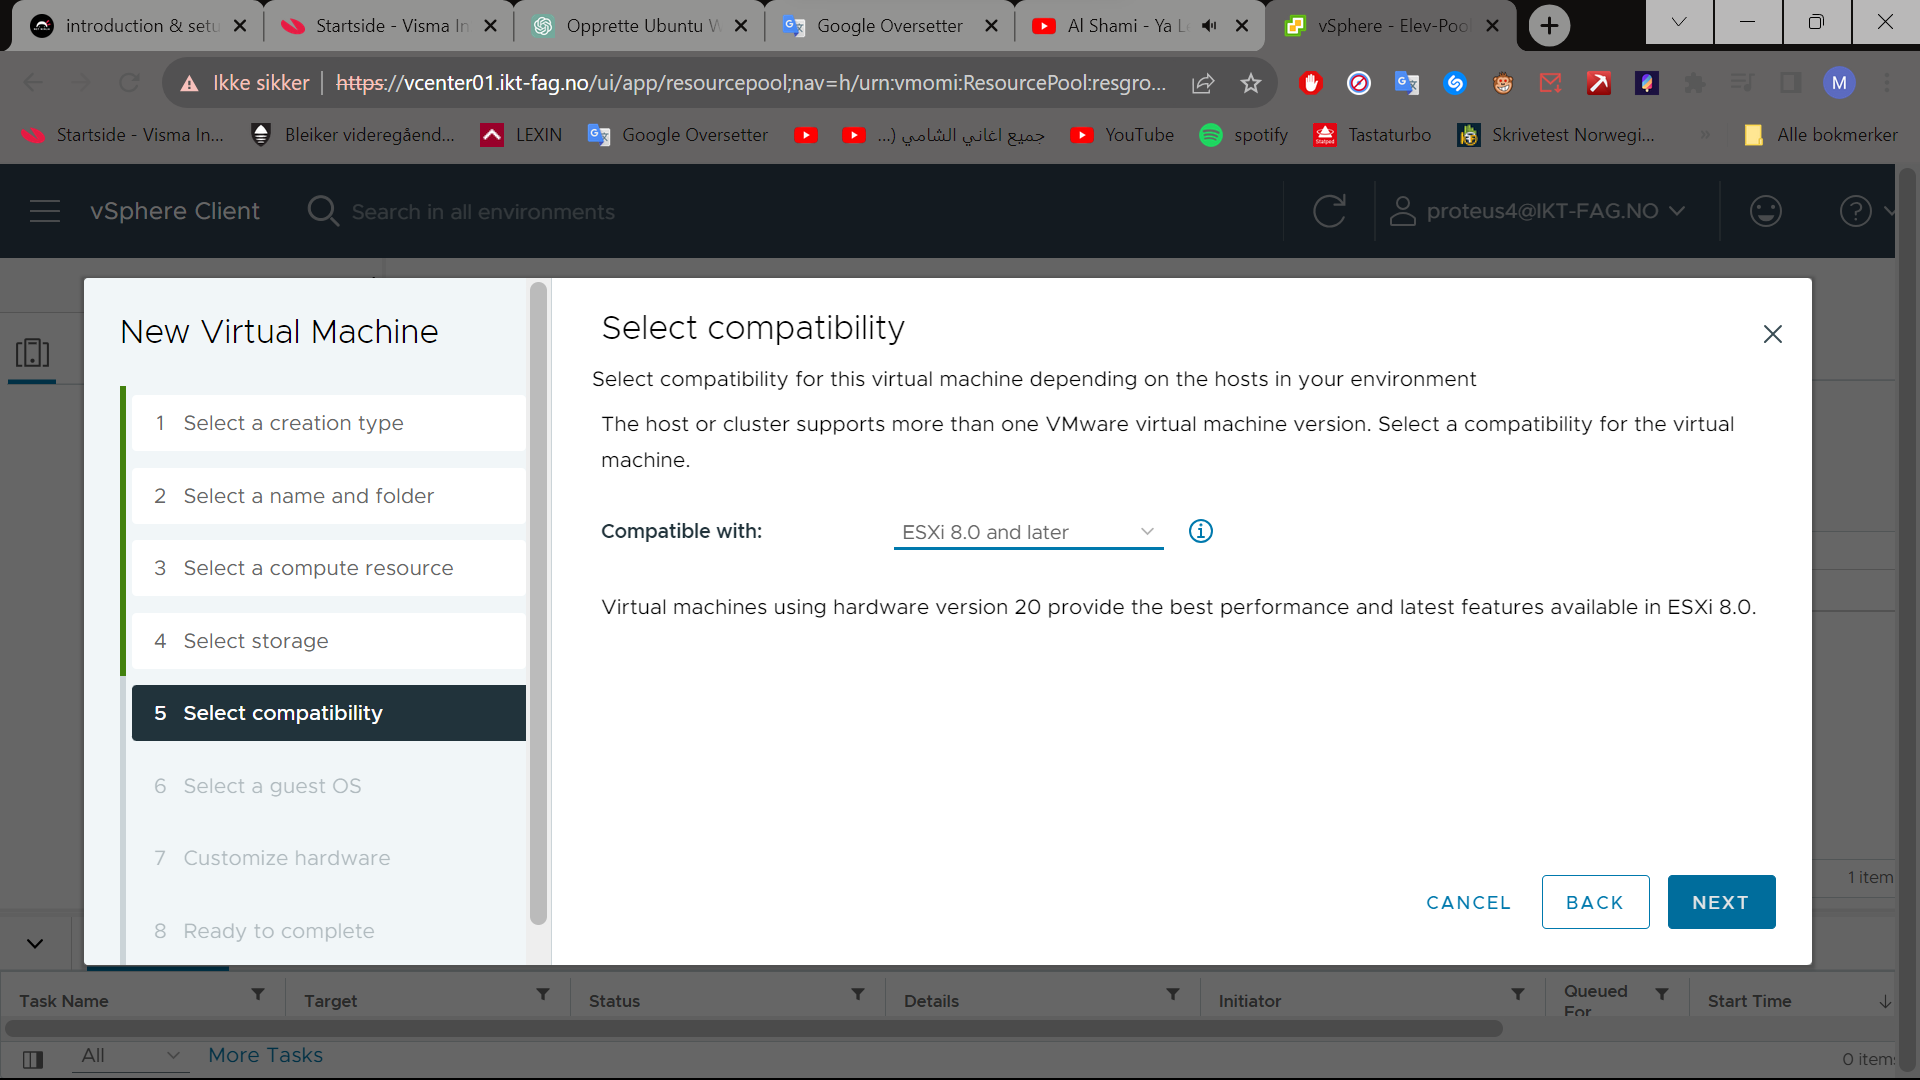 introduction & setu
Startside - Visma In
Opprette Ubuntu V
Google Oversetter
Al Shami - Ya L
vSphere - Elev-Pool
Ikke sikker
https://vcenter01.ikt-fag.no/ui/app/resourcepool;nav=h/urn:vmomi:ResourcePool:resgro...
M
Startside - Visma In...
Bleiker videregåend...
LEXIN
Google Oversetter
جميع اغاني الشامي (...
YouTube
spotify
Tastaturbo
Skrivetest Norwegi...
»
Alle bokmerker
vSphere Client
Search in all environments
proteus4@IKT-FAG.NO
New Virtual Machine
1 Select a creation type
2 Select a name and folder
3 Select a compute resource
4 Select storage
5 Select compatibility
6 Select a guest OS
7 Customize hardware
8 Ready to complete
Select compatibility
Select compatibility for this virtual machine depending on the hosts in your environment
The host or cluster supports more than one VMware virtual machine version. Select a compatibility for the virtual
machine.
Compatible with:
ESXi 8.0 and later
Virtual machines using hardware version 20 provide the best performance and latest features available in ESXi 8.0.
CANCEL
BACK
NEXT
1 item
Task Name
Target
Status
Details
Initiator
Queued
For
Start Time
All
More Tasks
0 items